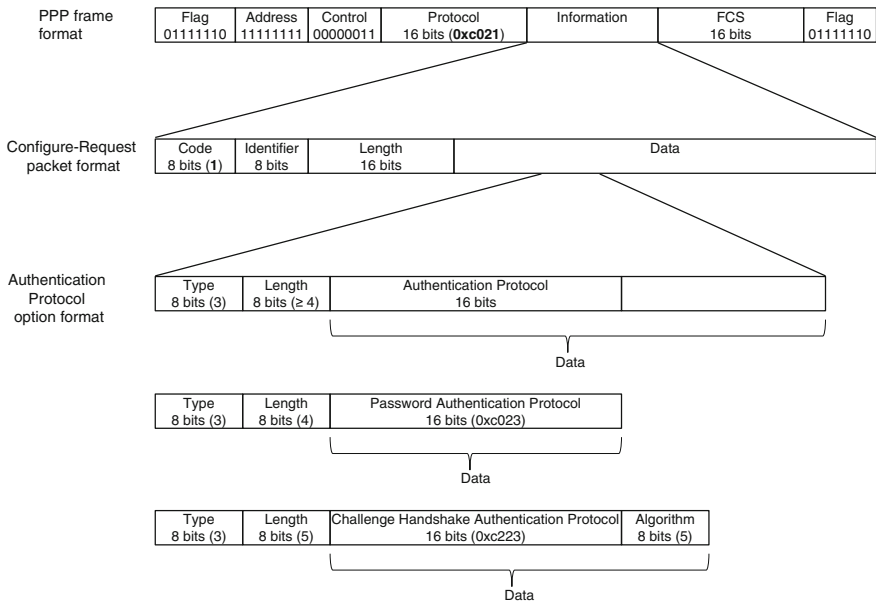 PPP frame
format
Flag
01111110
Address
11111111
Control
00000011
Protocol
16 bits (0xc021)
Information
FCS
16 bits
Flag
01111110
Configure-Request
packet format
Code
8 bits (1)
Identifier
8 bits
Length
16 bits
Data
Authentication
Protocol
option format
Type
8 bits (3)
Length
8 bits (≥ 4)
Authentication Protocol
16 bits
Data
Type
8 bits (3)
Length
8 bits (4)
Password Authentication Protocol
16 bits (0xc023)
Data
Type
8 bits (3)
Length
8 bits (5)
Challenge Handshake Authentication Protocol
16 bits (0xc223)
Algorithm
8 bits (5)
Data